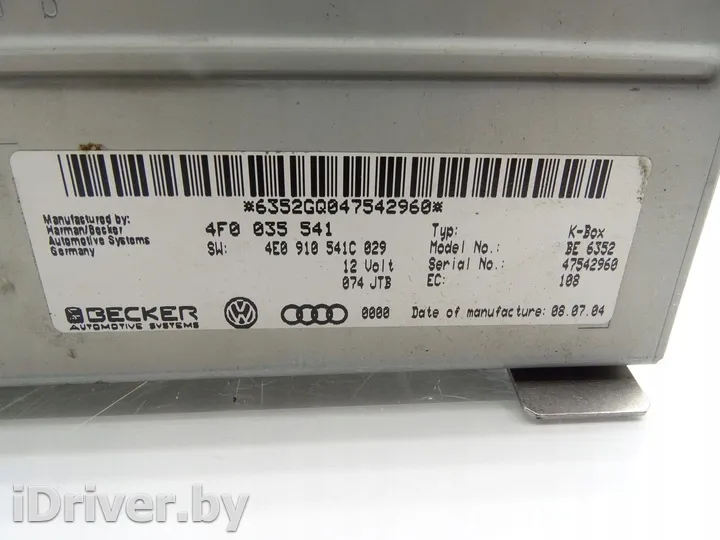 *6352GQ047542960*
Manufactured by:
Harman/Becker
Automotive Systems
Germany
4F0 035 541
SW: 4E0 910 541C 029
12 Volt
074 JTB
Typ: K-Box
Model No.: BE 6352
Serial No.: 47542960
EC: 108
BECKER
AUTOMOTIVE SYSTEMS
0000
Date of manufacture: 08.07.04
iDriver.by